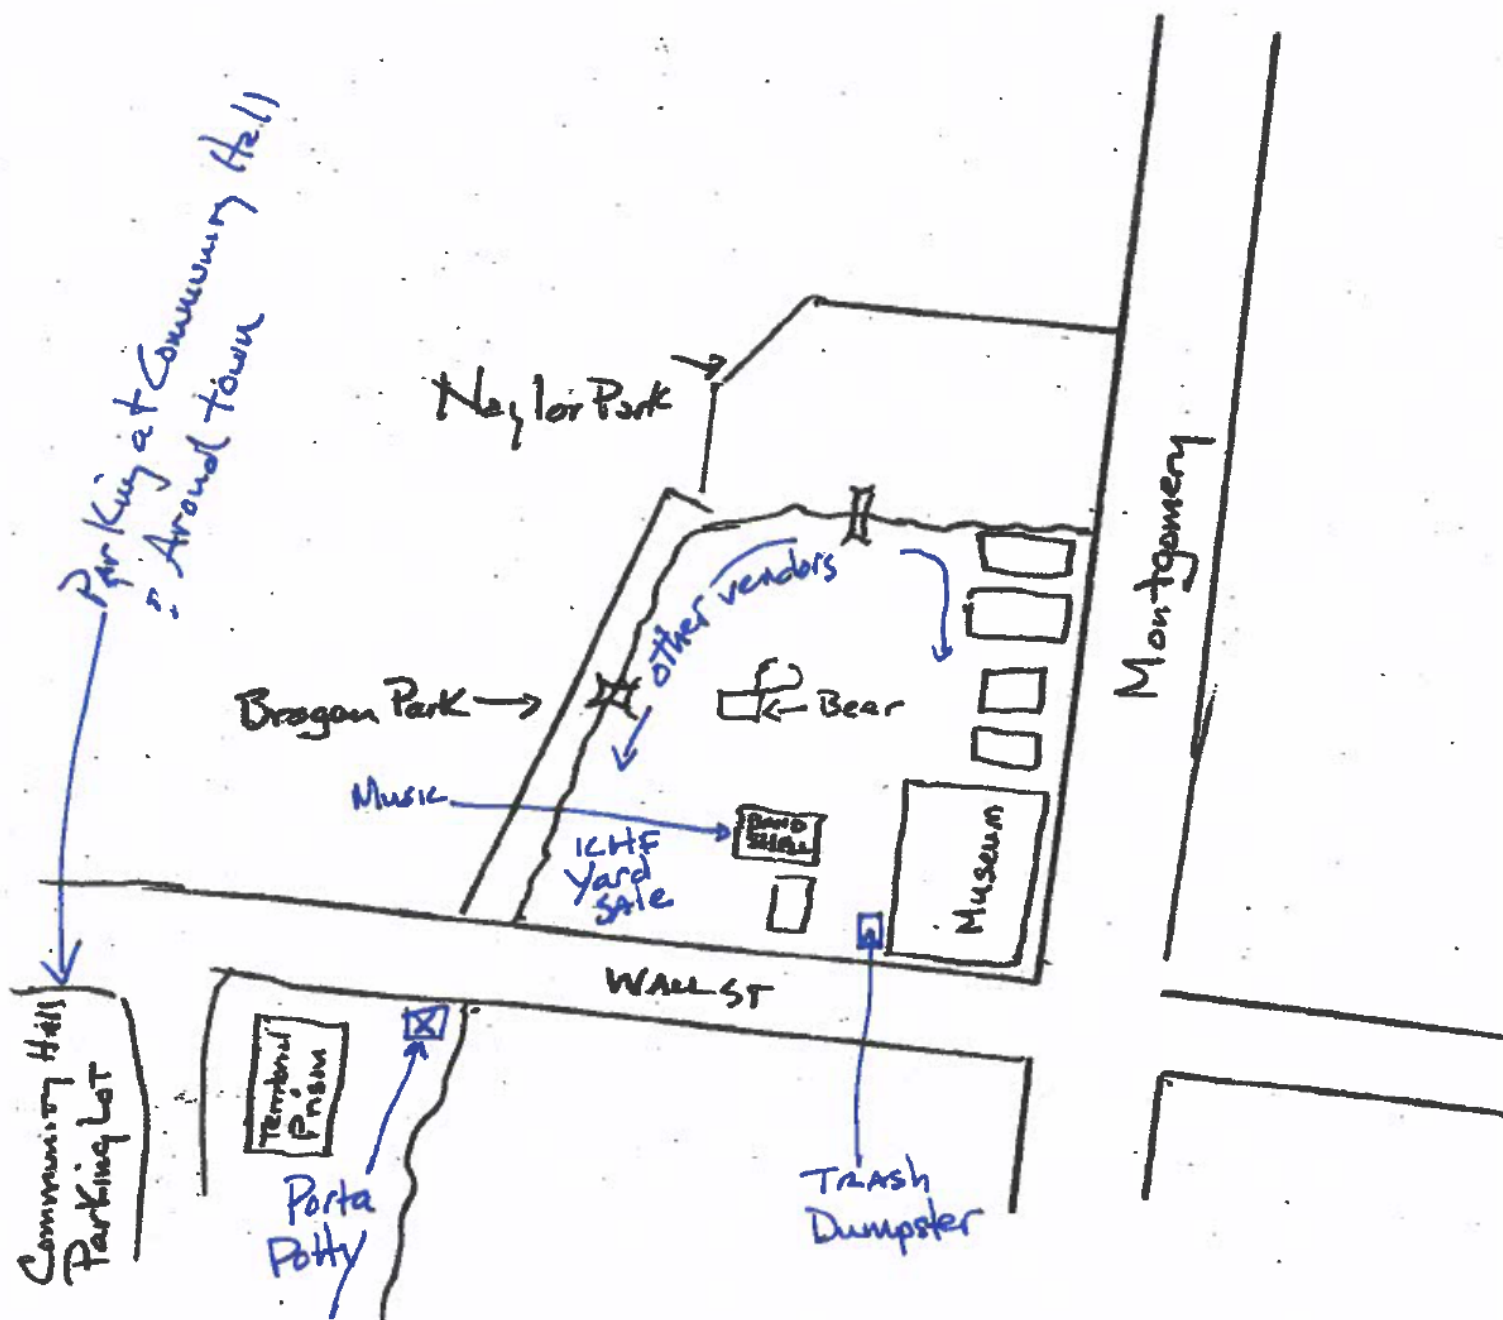 Parking at Community Hall
& Around town
Naylor Park
Montgomery
other vendors
Brogan Park
Bear
Music
BAND
SHELL
ICHF
Yard
SALE
Museum
WALL ST
Community Hall
Parking LOT
Territorial
Prison
Porta
Potty
TRASH
Dumpster